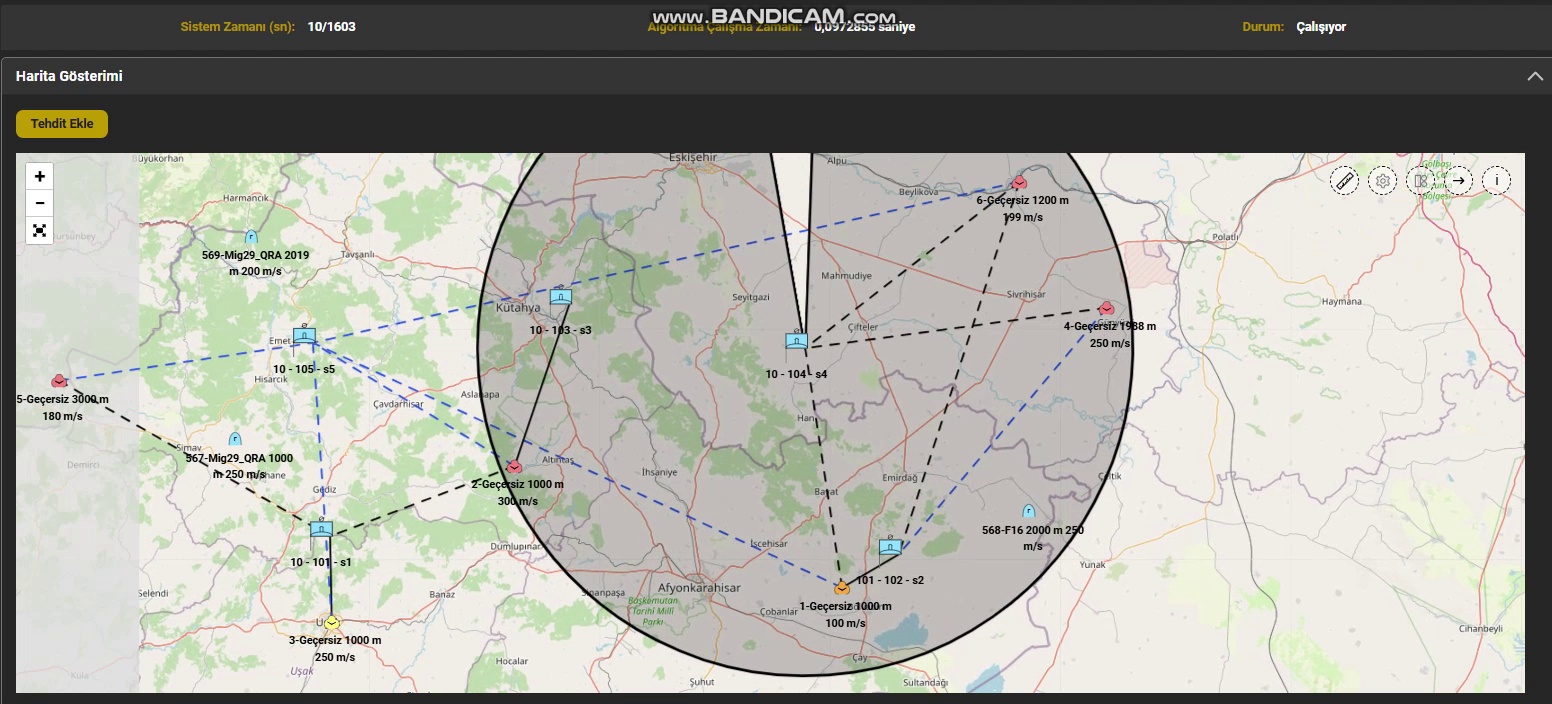 www.BANDICAM.com
Sistem Zamanı (sn): 10/1603
Algoritma Çalışma Zamanı: 0,0972855 saniye
Durum: Çalışıyor
Harita Gösterimi
Tehdit Ekle
Eskişehir
Alpu
Harmancık
Beylikova
6-Geçersiz 1200 m
199 m/s
Polatlı
569-Mig29_QRA 2019
m 200 m/s
Tavşanlı
Mahmudiye
Seyitgazi
Sivrihisar
Haymana
Kütahya
10 - 103 - s3
Çifteler
4-Geçersiz 1988 m
250 m/s
Emet
10 - 105 - s5
Hisarcık
10 - 104 - s4
5-Geçersiz 3000 m
180 m/s
Aslanapa
Çavdarhisar
Han
Simav
567-Mig29_QRA 1000
m 250 m/s
Demirci
Altıntaş
İhsaniye
Emirdağ
Çeltik
2-Geçersiz 1000 m
300 m/s
Gediz
Bayat
568-F16 2000 m 250
m/s
Dumlupınar
İscehisar
10 - 101 - s1
Yunak
101 - 102 - s2
Selendi
Banaz
Sinanpaşa
Afyonkarahisar
Başkomutan
Tarihî Millî
Parkı
Çobanlar
1-Geçersiz 1000 m
100 m/s
3-Geçersiz 1000 m
250 m/s
Uşak
Hocalar
Çay
Cihanbeyli
Kula
Şuhut
Sultandağı